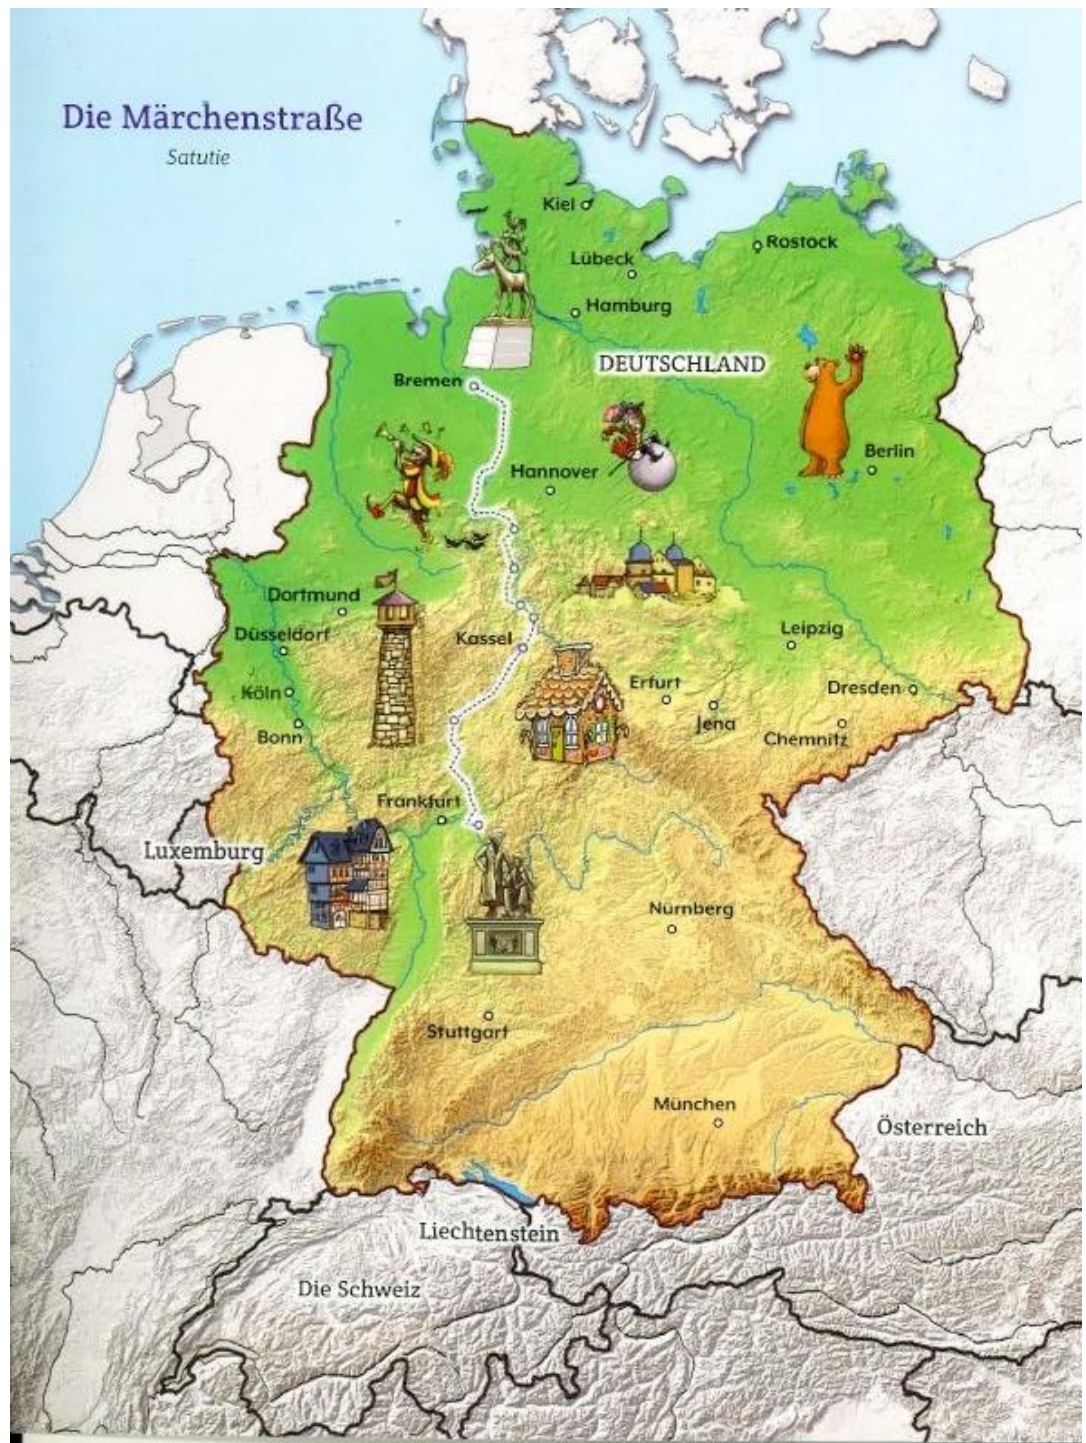 Die Märchenstraße
Satutie
Kiel
Rostock
Lübeck
Hamburg
DEUTSCHLAND
Bremen
Berlin
Hannover
Dortmund
Düsseldorf
Kassel
Leipzig
Köln
Erfurt
Dresden
Jena
Bonn
Chemnitz
Frankfurt
Luxemburg
Nürnberg
Stuttgart
München
Österreich
Liechtenstein
Die Schweiz